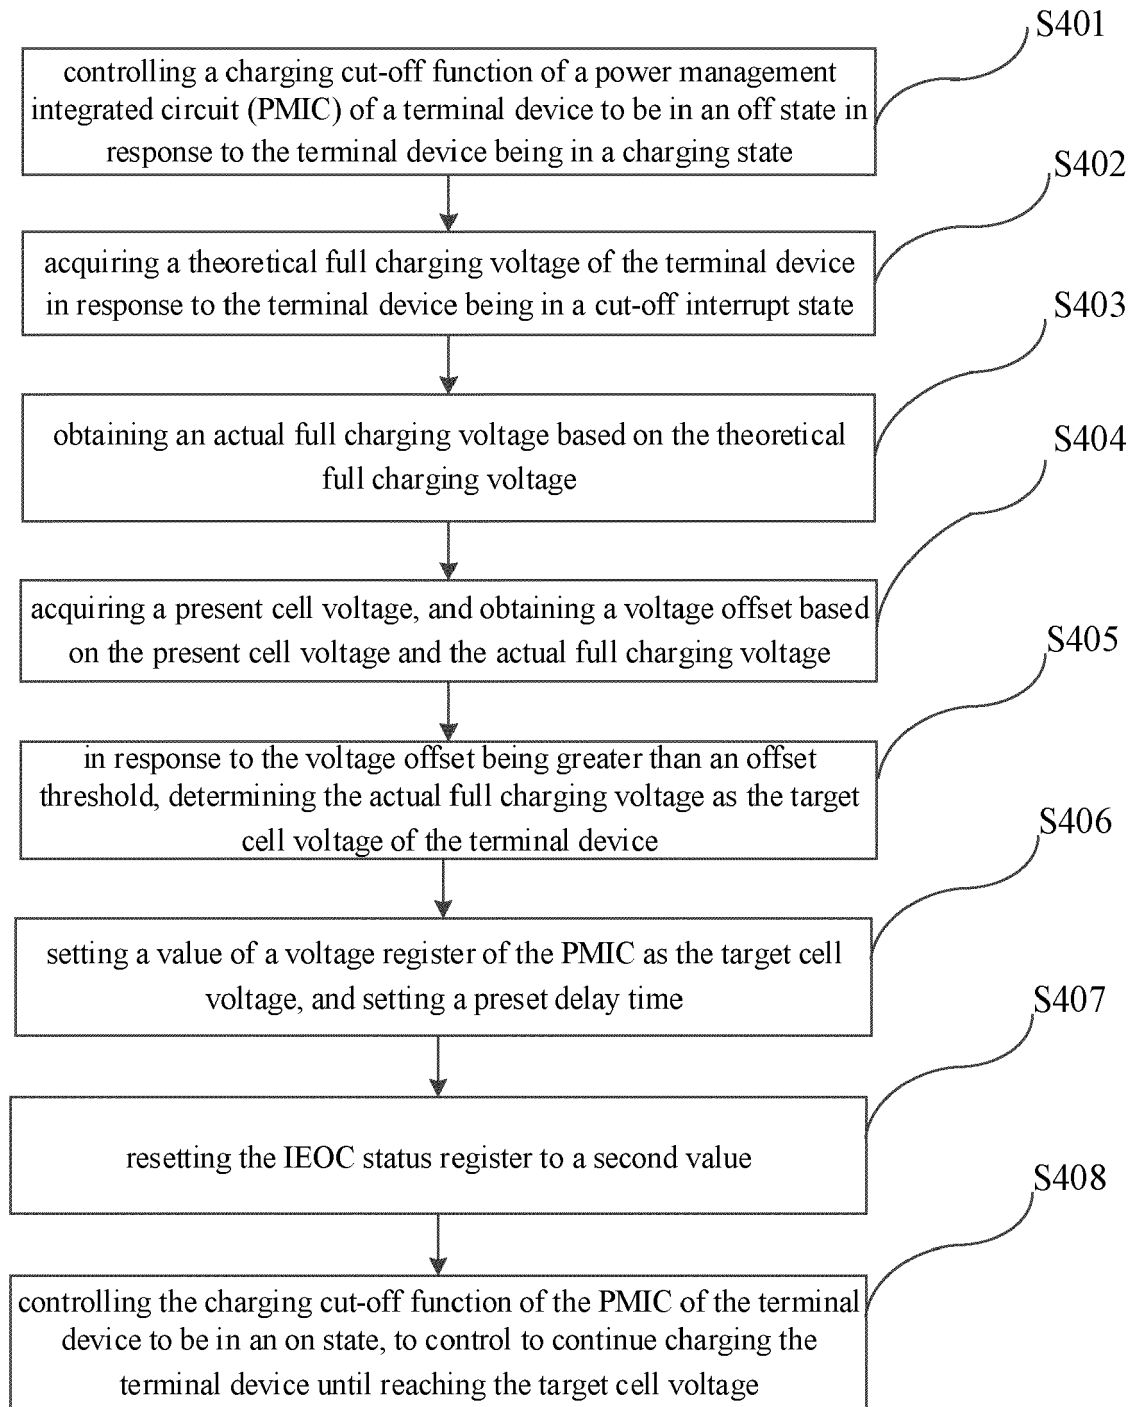 S401
controlling a charging cut-off function of a power management
integrated circuit (PMIC) of a terminal device to be in an off state in
response to the terminal device being in a charging state
S402
acquiring a theoretical full charging voltage of the terminal device
in response to the terminal device being in a cut-off interrupt state
S403
obtaining an actual full charging voltage based on the theoretical
full charging voltage
S404
acquiring a present cell voltage, and obtaining a voltage offset based
on the present cell voltage and the actual full charging voltage
S405
in response to the voltage offset being greater than an offset
threshold, determining the actual full charging voltage as the target
cell voltage of the terminal device
S406
setting a value of a voltage register of the PMIC as the target cell
voltage, and setting a preset delay time
S407
resetting the IEOC status register to a second value
S408
controlling the charging cut-off function of the PMIC of the terminal
device to be in an on state, to control to continue charging the
terminal device until reaching the target cell voltage